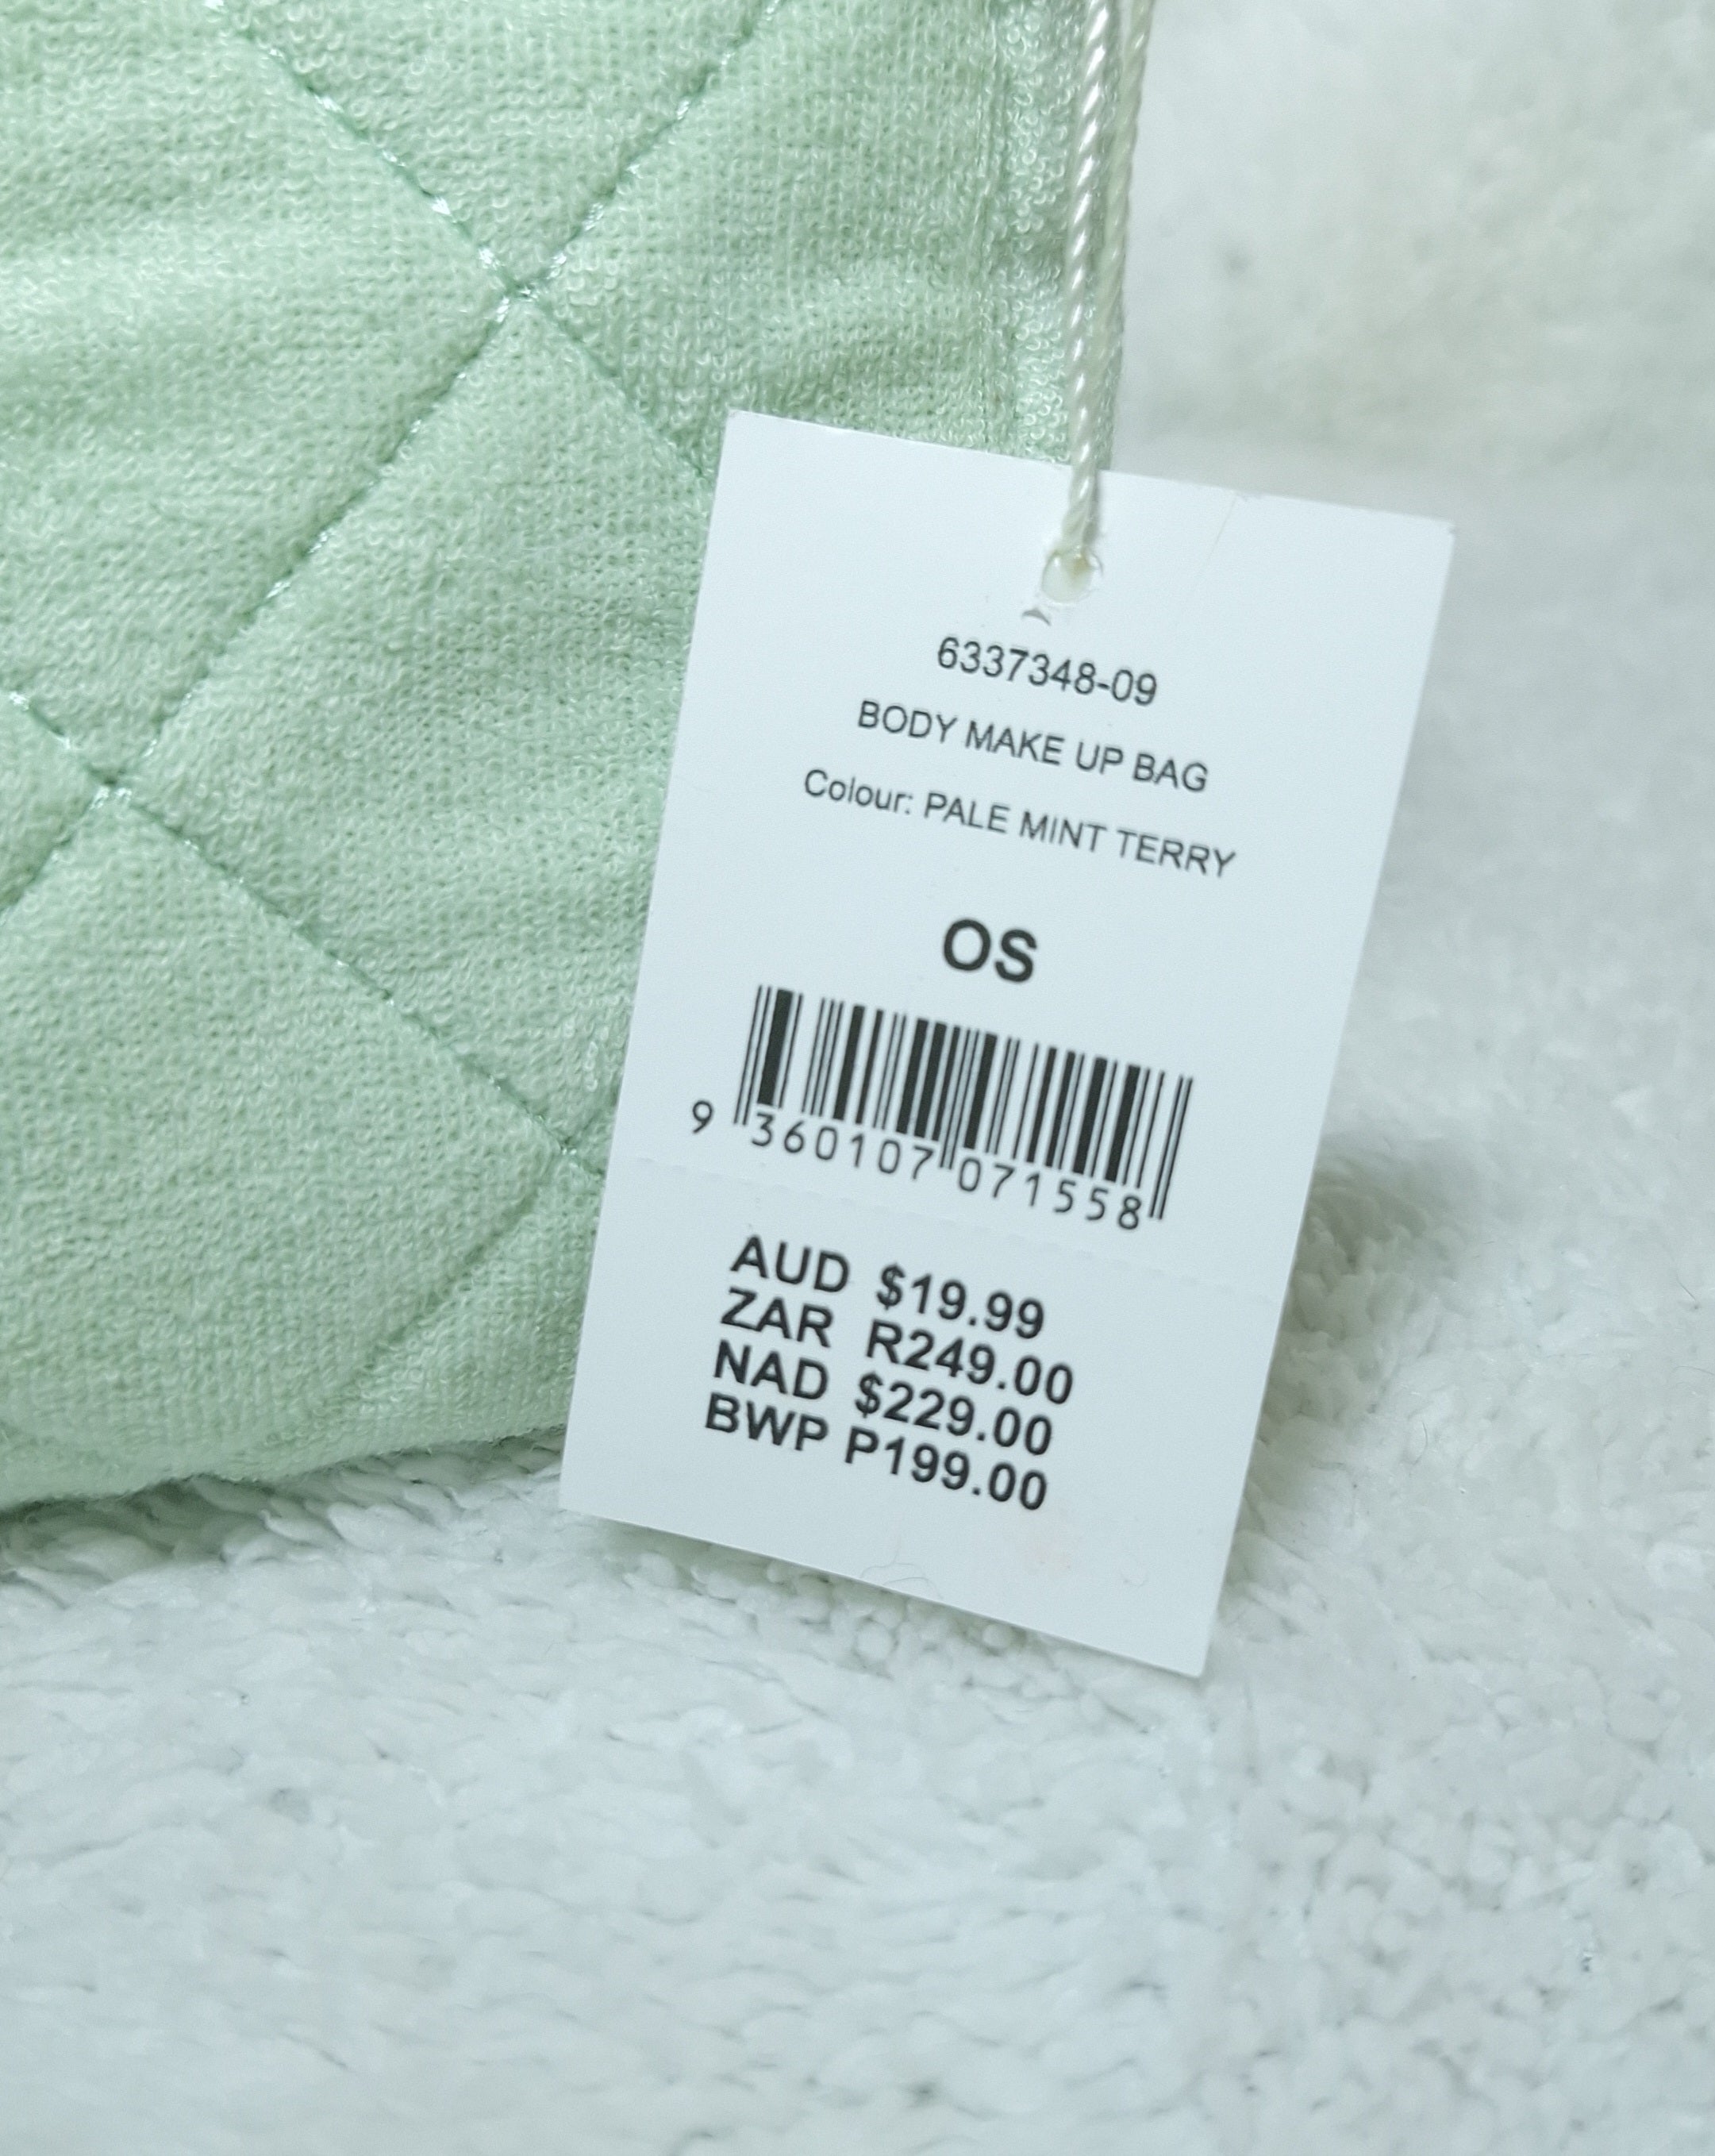 6337348-09
BODY MAKE UP BAG
Colour: PALE MINT TERRY
OS
9 360107 071558
AUD $19.99
ZAR R249.00
NAD $229.00
BWP P199.00